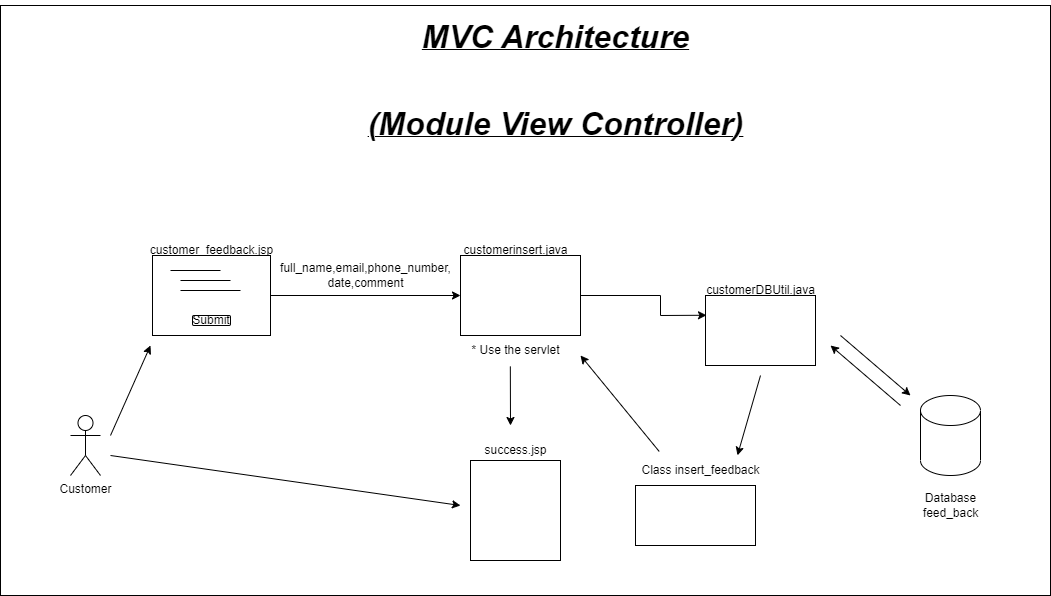 MVC Architecture
(Module View Controller)
customer_feedback.jsp
Submit
full_name,email,phone_number,
date,comment
customerinsert.java
* Use the servlet
customerDBUtil.java
success.jsp
Class insert_feedback
Customer
Database
feed_back